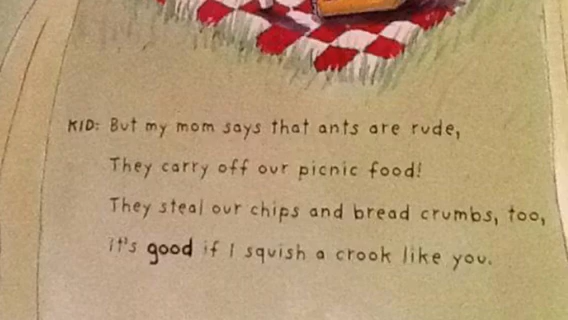 KID: But my mom says that ants are rude,
They carry off our picnic food!
They steal our chips and bread crumbs, too,
it's good if I squish a crook like you.